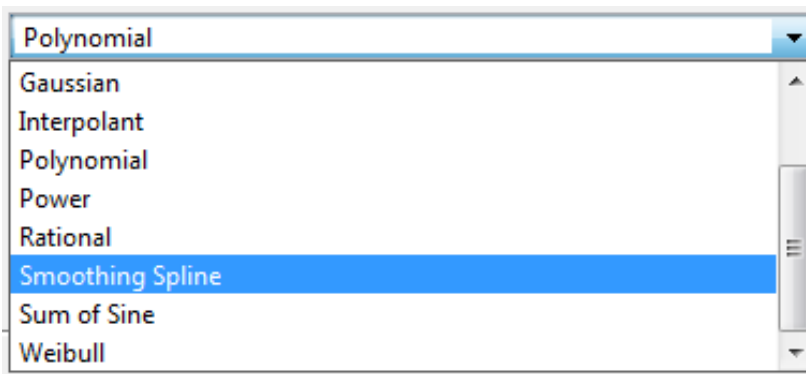 Polynomial
Gaussian
Interpolant
Polynomial
Power
Rational
Smoothing Spline
Sum of Sine
Weibull